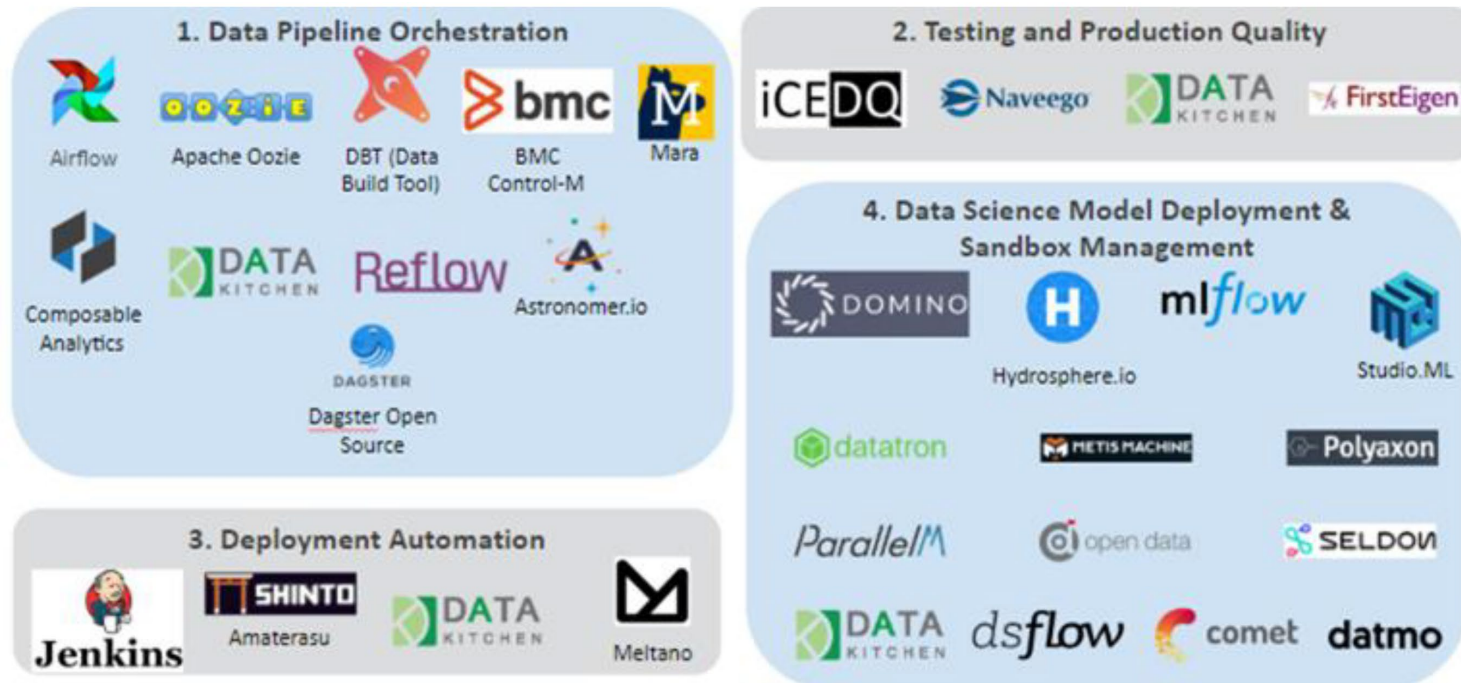 1. Data Pipeline Orchestration
Airflow
OOZIE
Apache Oozie
DBT (Data
Build Tool)
bmc
BMC
Control-M
M
Mara
Composable
Analytics
DATA
KITCHEN
Reflow
A
Astronomer.io
DAGSTER
Dagster Open
Source
2. Testing and Production Quality
iCEDQ
Naveego
DATA
KITCHEN
FirstEigen
3. Deployment Automation
Jenkins
SHINTO
Amaterasu
DATA
KITCHEN
Meltano
4. Data Science Model Deployment &
Sandbox Management
DOMINO
H
Hydrosphere.io
mlflow
Studio.ML
datatron
METIS MACHINE
Polyaxon
ParallelM
open data
SELDON
DATA
KITCHEN
dsflow
comet
datmo